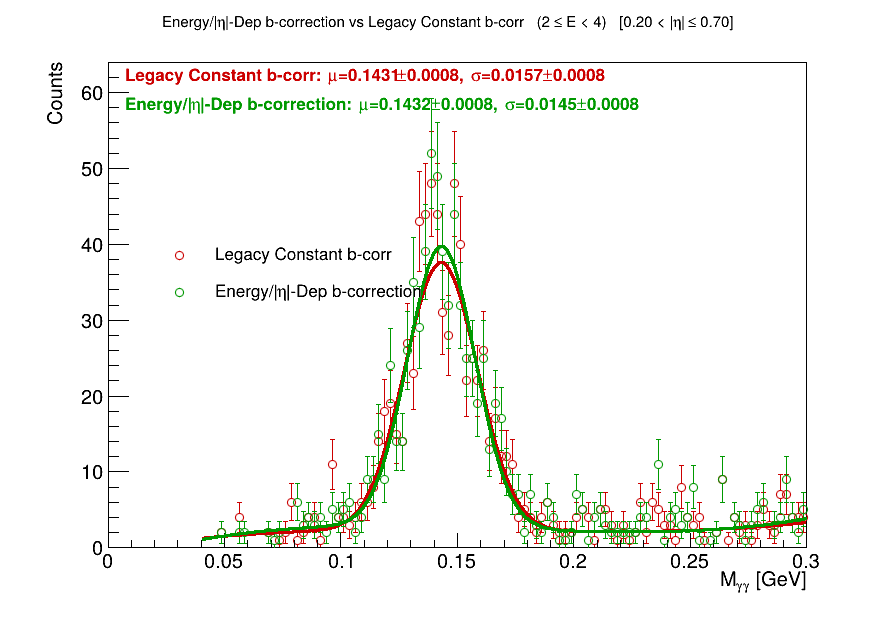 Energy/|η|-Dep b-correction vs Legacy Constant b-corr (2 ≤ E < 4) [0.20 < |η| ≤ 0.70]
Legacy Constant b-corr: μ=0.1431±0.0008, σ=0.0157±0.0008
Energy/|η|-Dep b-correction: μ=0.1432±0.0008, σ=0.0145±0.0008
Counts
60
50
40
30
20
10
0
Legacy Constant b-corr
Energy/|η|-Dep b-correction
0 0.05 0.1 0.15 0.2 0.25 0.3
Mγγ [GeV]